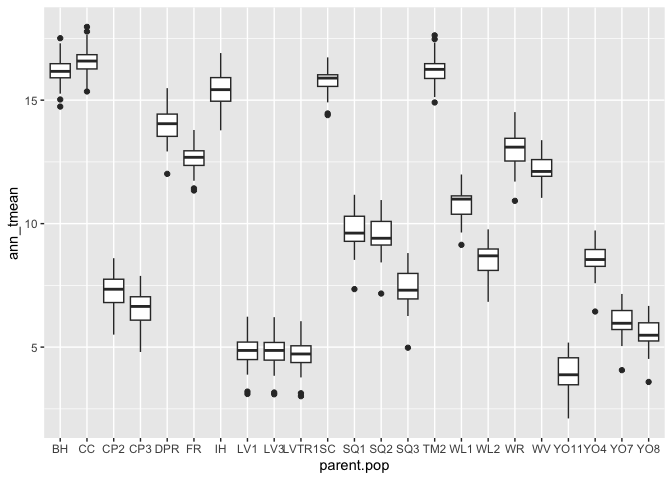 ann_tmean
15
10
5
BH CC CP2 CP3 DPR FR IH LV1 LV3 LVTR1 SC SQ1 SQ2 SQ3 TM2 WL1 WL2 WR WV YO11 YO4 YO7 YO8
parent.pop